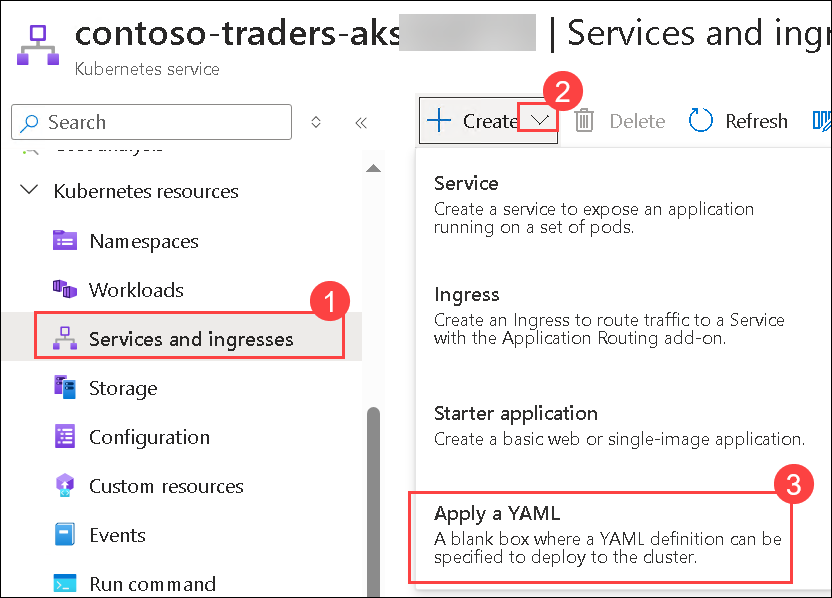 contoso-traders-aks | Services and ingr
Kubernetes service
Search
2
Create
Delete
Refresh
Kubernetes resources
Namespaces
Workloads
1
Services and ingresses
Storage
Configuration
Custom resources
Events
Run command
Service
Create a service to expose an application
running on a set of pods.
Ingress
Create an Ingress to route traffic to a Service
with the Application Routing add-on.
Starter application
Create a basic web or single-image application.
3
Apply a YAML
A blank box where a YAML definition can be
specified to deploy to the cluster.